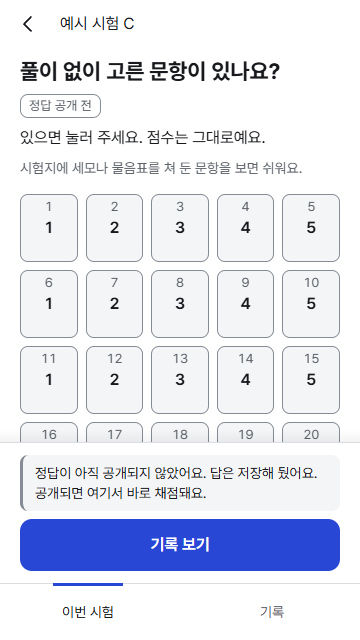 예시 시험 C
풀이 없이 고른 문항이 있나요?
정답 공개 전
있으면 눌러 주세요. 점수는 그대로예요.
시험지에 세모나 물음표를 쳐 둔 문항을 보면 쉬워요.
1 2 3 4 5
1 2 3 4 5
6 7 8 9 10
1 2 3 4 5
11 12 13 14 15
1 2 3 4 5
16 17 18 19 20
정답이 아직 공개되지 않았어요. 답은 저장해 뒀어요.
공개되면 여기서 바로 채점돼요.
기록 보기
이번 시험 기록